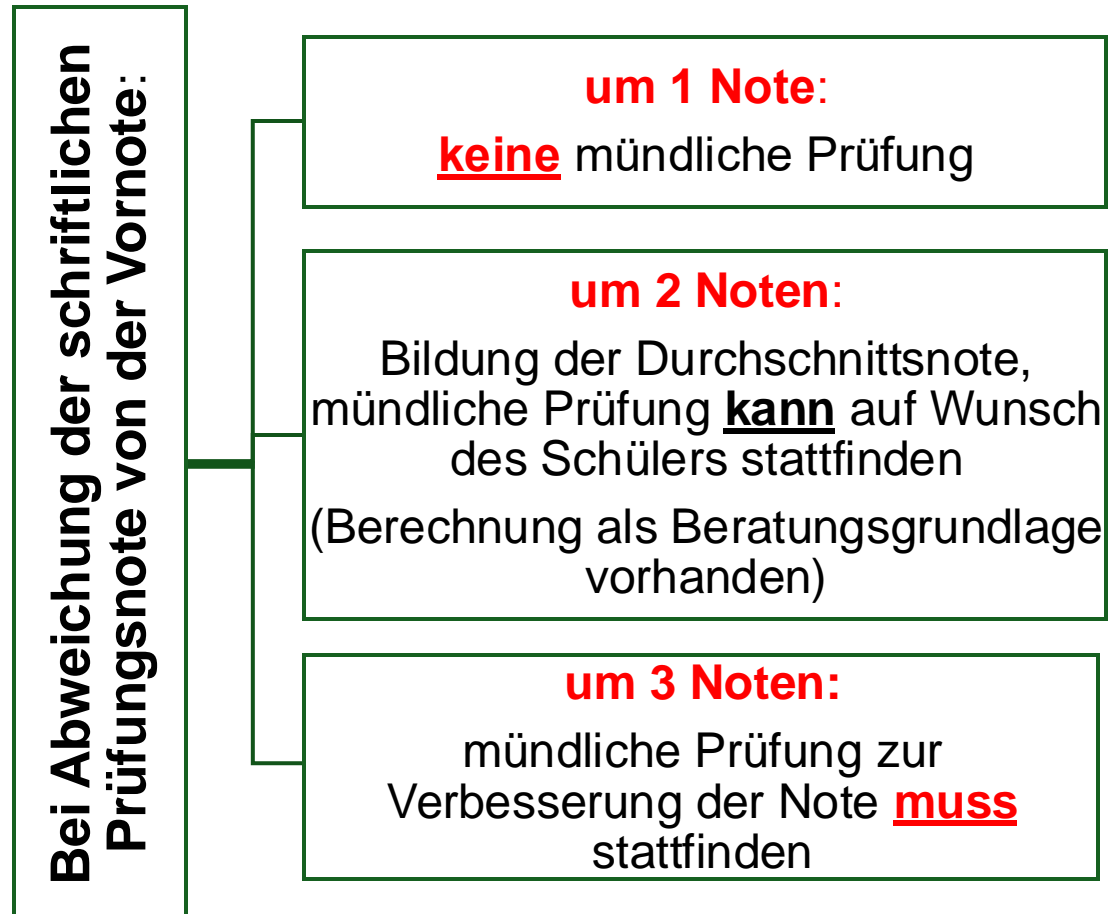 Bei Abweichung der schriftlichen
Prüfungsnote von der Vornote:
um 1 Note:
keine mündliche Prüfung
um 2 Noten:
Bildung der Durchschnittsnote,
mündliche Prüfung kann auf Wunsch
des Schülers stattfinden
(Berechnung als Beratungsgrundlage
vorhanden)
um 3 Noten:
mündliche Prüfung zur
Verbesserung der Note muss
stattfinden